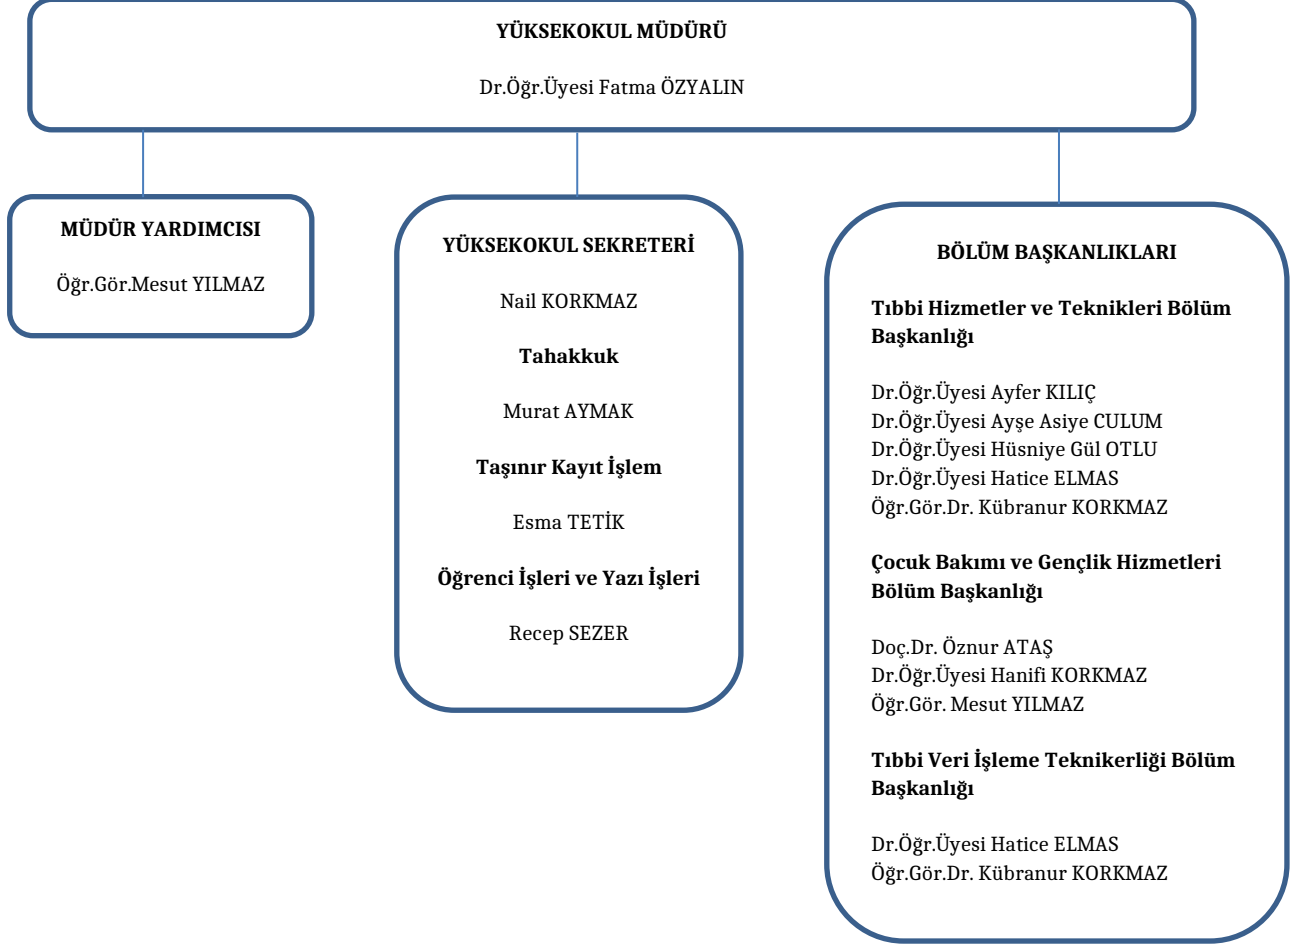 YÜKSEKOKUL MÜDÜRÜ
Dr.Öğr.Üyesi Fatma ÖZYALIN
MÜDÜR YARDIMCISI
Öğr.Gör.Mesut YILMAZ
YÜKSEKOKUL SEKRETERİ
Nail KORKMAZ
Tahakkuk
Murat AYMAK
Taşınır Kayıt İşlem
Esma TETİK
Öğrenci İşleri ve Yazı İşleri
Recep SEZER
BÖLÜM BAŞKANLIKLARI
Tıbbi Hizmetler ve Teknikleri Bölüm
Başkanlığı
Dr.Öğr.Üyesi Ayfer KILIÇ
Dr.Öğr.Üyesi Ayşe Asiye CULUM
Dr.Öğr.Üyesi Hüsniye Gül OTLU
Dr.Öğr.Üyesi Hatice ELMAS
Öğr.Gör.Dr. Kübranur KORKMAZ
Çocuk Bakımı ve Gençlik Hizmetleri
Bölüm Başkanlığı
Doç.Dr. Öznur ATAŞ
Dr.Öğr.Üyesi Hanifi KORKMAZ
Öğr.Gör. Mesut YILMAZ
Tıbbi Veri İşleme Teknikerliği Bölüm
Başkanlığı
Dr.Öğr.Üyesi Hatice ELMAS
Öğr.Gör.Dr. Kübranur KORKMAZ